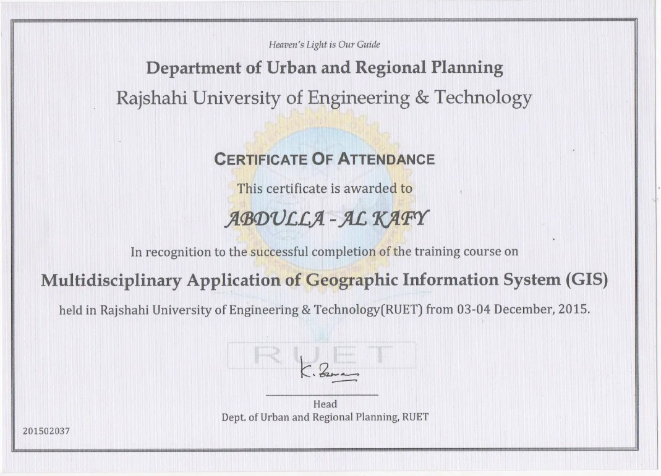 Heaven's Light is Our Guide
Department of Urban and Regional Planning
Rajshahi University of Engineering & Technology
CERTIFICATE OF ATTENDANCE
This certificate is awarded to
ABDULLA - AL KAFY
In recognition to the successful completion of the training course on
Multidisciplinary Application of Geographic Information System (GIS)
held in Rajshahi University of Engineering & Technology(RUET) from 03-04 December, 2015.
RUET
Head
Dept. of Urban and Regional Planning, RUET
201502037